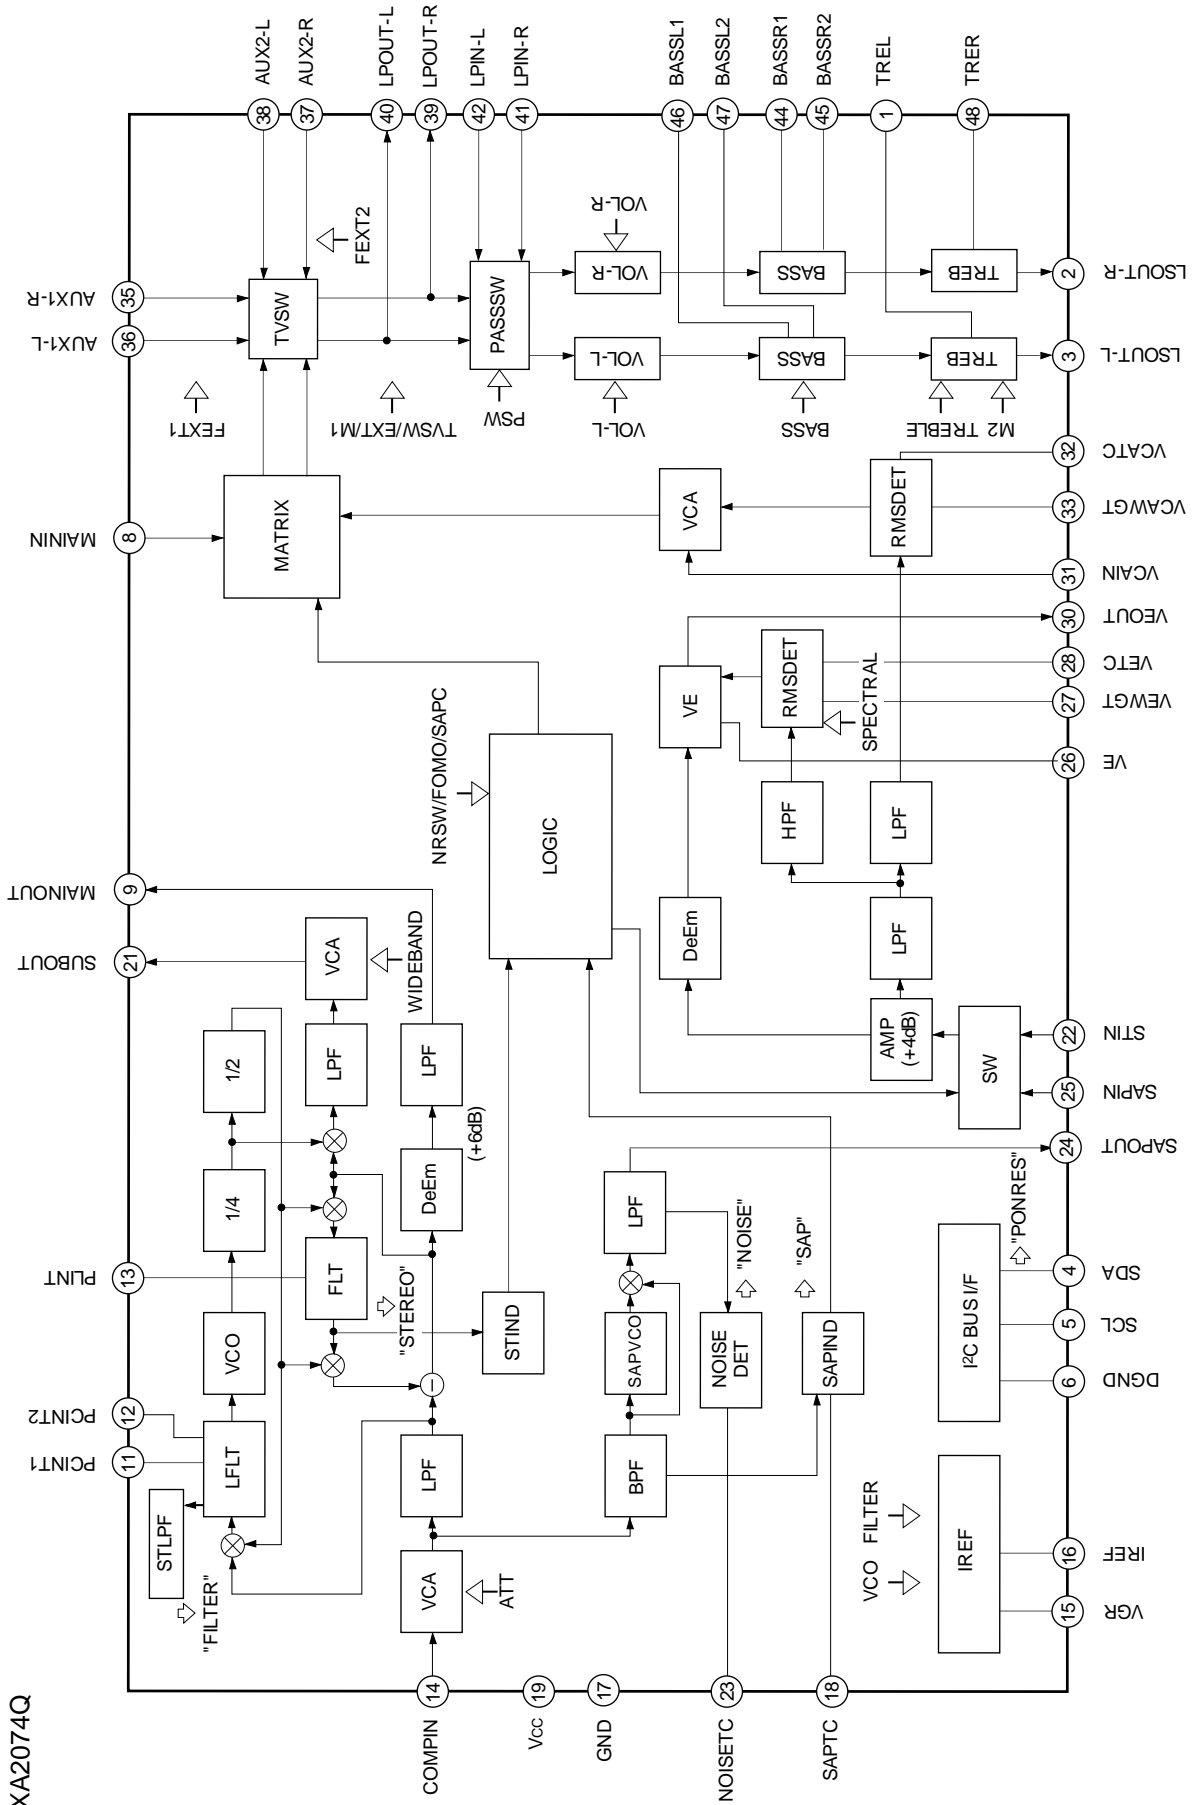 XA2074Q
AUX2-L
AUX2-R
LPOUT-L
LPOUT-R
LPIN-L
LPIN-R
BASSL1
BASSL2
BASSR1
BASSR2
TREL
TRER
38
37
40
39
42
41
46
47
44
45
1
48
AUX1-R
35
AUX1-L
36
TVSW
FEXT2
FEXT1
TVSW/EXT/M1
PASSSW
PSW
VOL-R
VOL-R
VOL-L
VOL-L
BASS
BASS
BASS
TREB
TREB
M2 TREBLE
2
LSOUT-R
3
LSOUT-L
MAININ
8
MATRIX
VCA
RMSDET
32
VCATC
33
VCAWGT
31
VCAIN
30
VEOUT
28
VETC
27
VEWGT
26
VE
VE
RMSDET
SPECTRAL
HPF
LPF
NRSW/FOMO/SAPC
LOGIC
DeEm
LPF
AMP
(+4dB)
SW
22
STIN
25
SAPIN
24
SAPOUT
MAINOUT
9
SUBOUT
21
VCA
WIDEBAND
1/2
LPF
LPF
(+6dB)
1/4
DeEm
PLINT
13
FLT
"STEREO"
STIND
VCO
PCINT2
12
PCINT1
11
LFLT
STLPF
"FILTER"
LPF
VCA
ATT
LPF
SAPVCO
BPF
"NOISE"
NOISE
DET
"SAP"
SAPIND
"PONRES"
I²C BUS I/F
4
SDA
5
SCL
6
DGND
VCO
FILTER
IREF
16
IREF
15
VGR
14
COMPIN
19
Vcc
17
GND
23
NOISETC
18
SAPTC